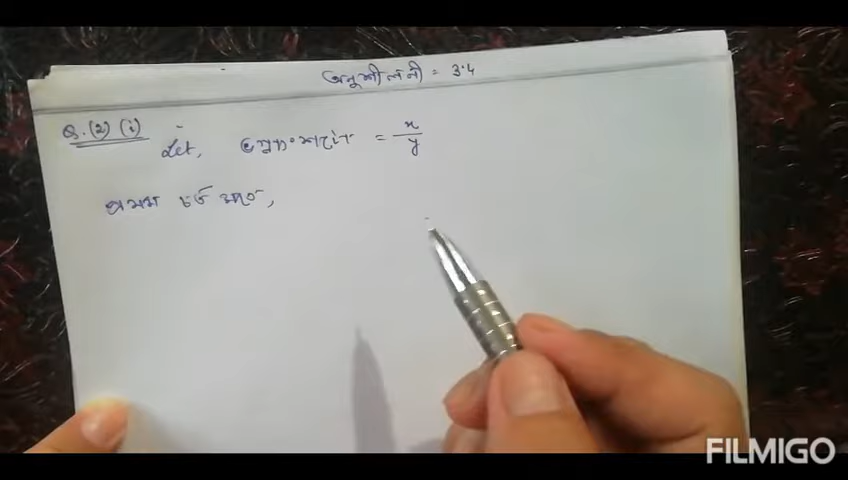 অনুশীলনী = 3.4
Q.(2) (i)
Let, ভগ্নাংশটো = x/y
প্ৰথম চৰ্ত মতে,
FILMIGO